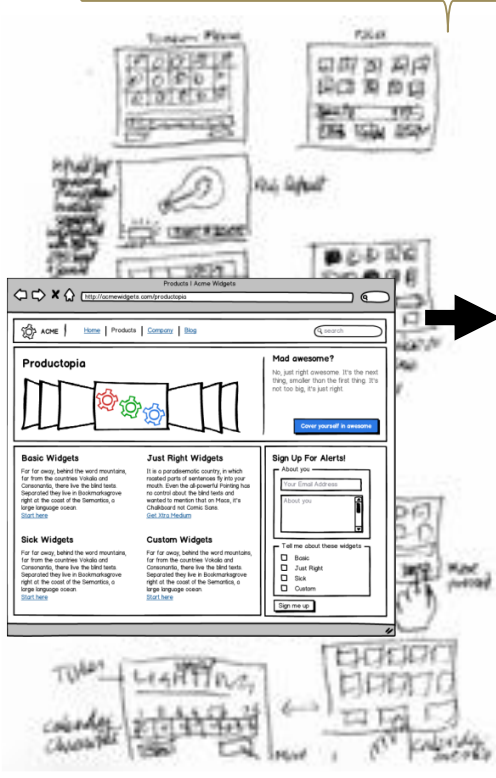 Products | Acme Widgets
http://acmewidgets.com/productopia
ACME
Home | Products | Company | Blog
search
Productopia
Mad awesome?
No, just right awesome. It's the next
thing, smaller than the first thing. It's
not too big, it's just right.
Cover yourself in awesome
Basic Widgets
Far far away, behind the word mountains,
far from the countries Vokalia and
Consonantia, there live the blind texts.
Separated they live in Bookmarksgrove
right at the coast of the Semantics, a
large language ocean.
Start here
Just Right Widgets
It is a paradisematic country, in which
roasted parts of sentences fly into your
mouth. Even the all-powerful Pointing has
no control about the blind texts and
wanted to mention that on Macs, it's
Chalkboard not Comic Sans.
Get Xtra Medium
Sick Widgets
Far far away, behind the word mountains,
far from the countries Vokalia and
Consonantia, there live the blind texts.
Separated they live in Bookmarksgrove
right at the coast of the Semantics, a
large language ocean.
Start here
Custom Widgets
Far far away, behind the word mountains,
far from the countries Vokalia and
Consonantia, there live the blind texts.
Separated they live in Bookmarksgrove
right at the coast of the Semantics, a
large language ocean.
Start here
Sign Up For Alerts!
About you
Your Email Address
About you
Tell me about these widgets
Basic
Just Right
Sick
Custom
Sign me up